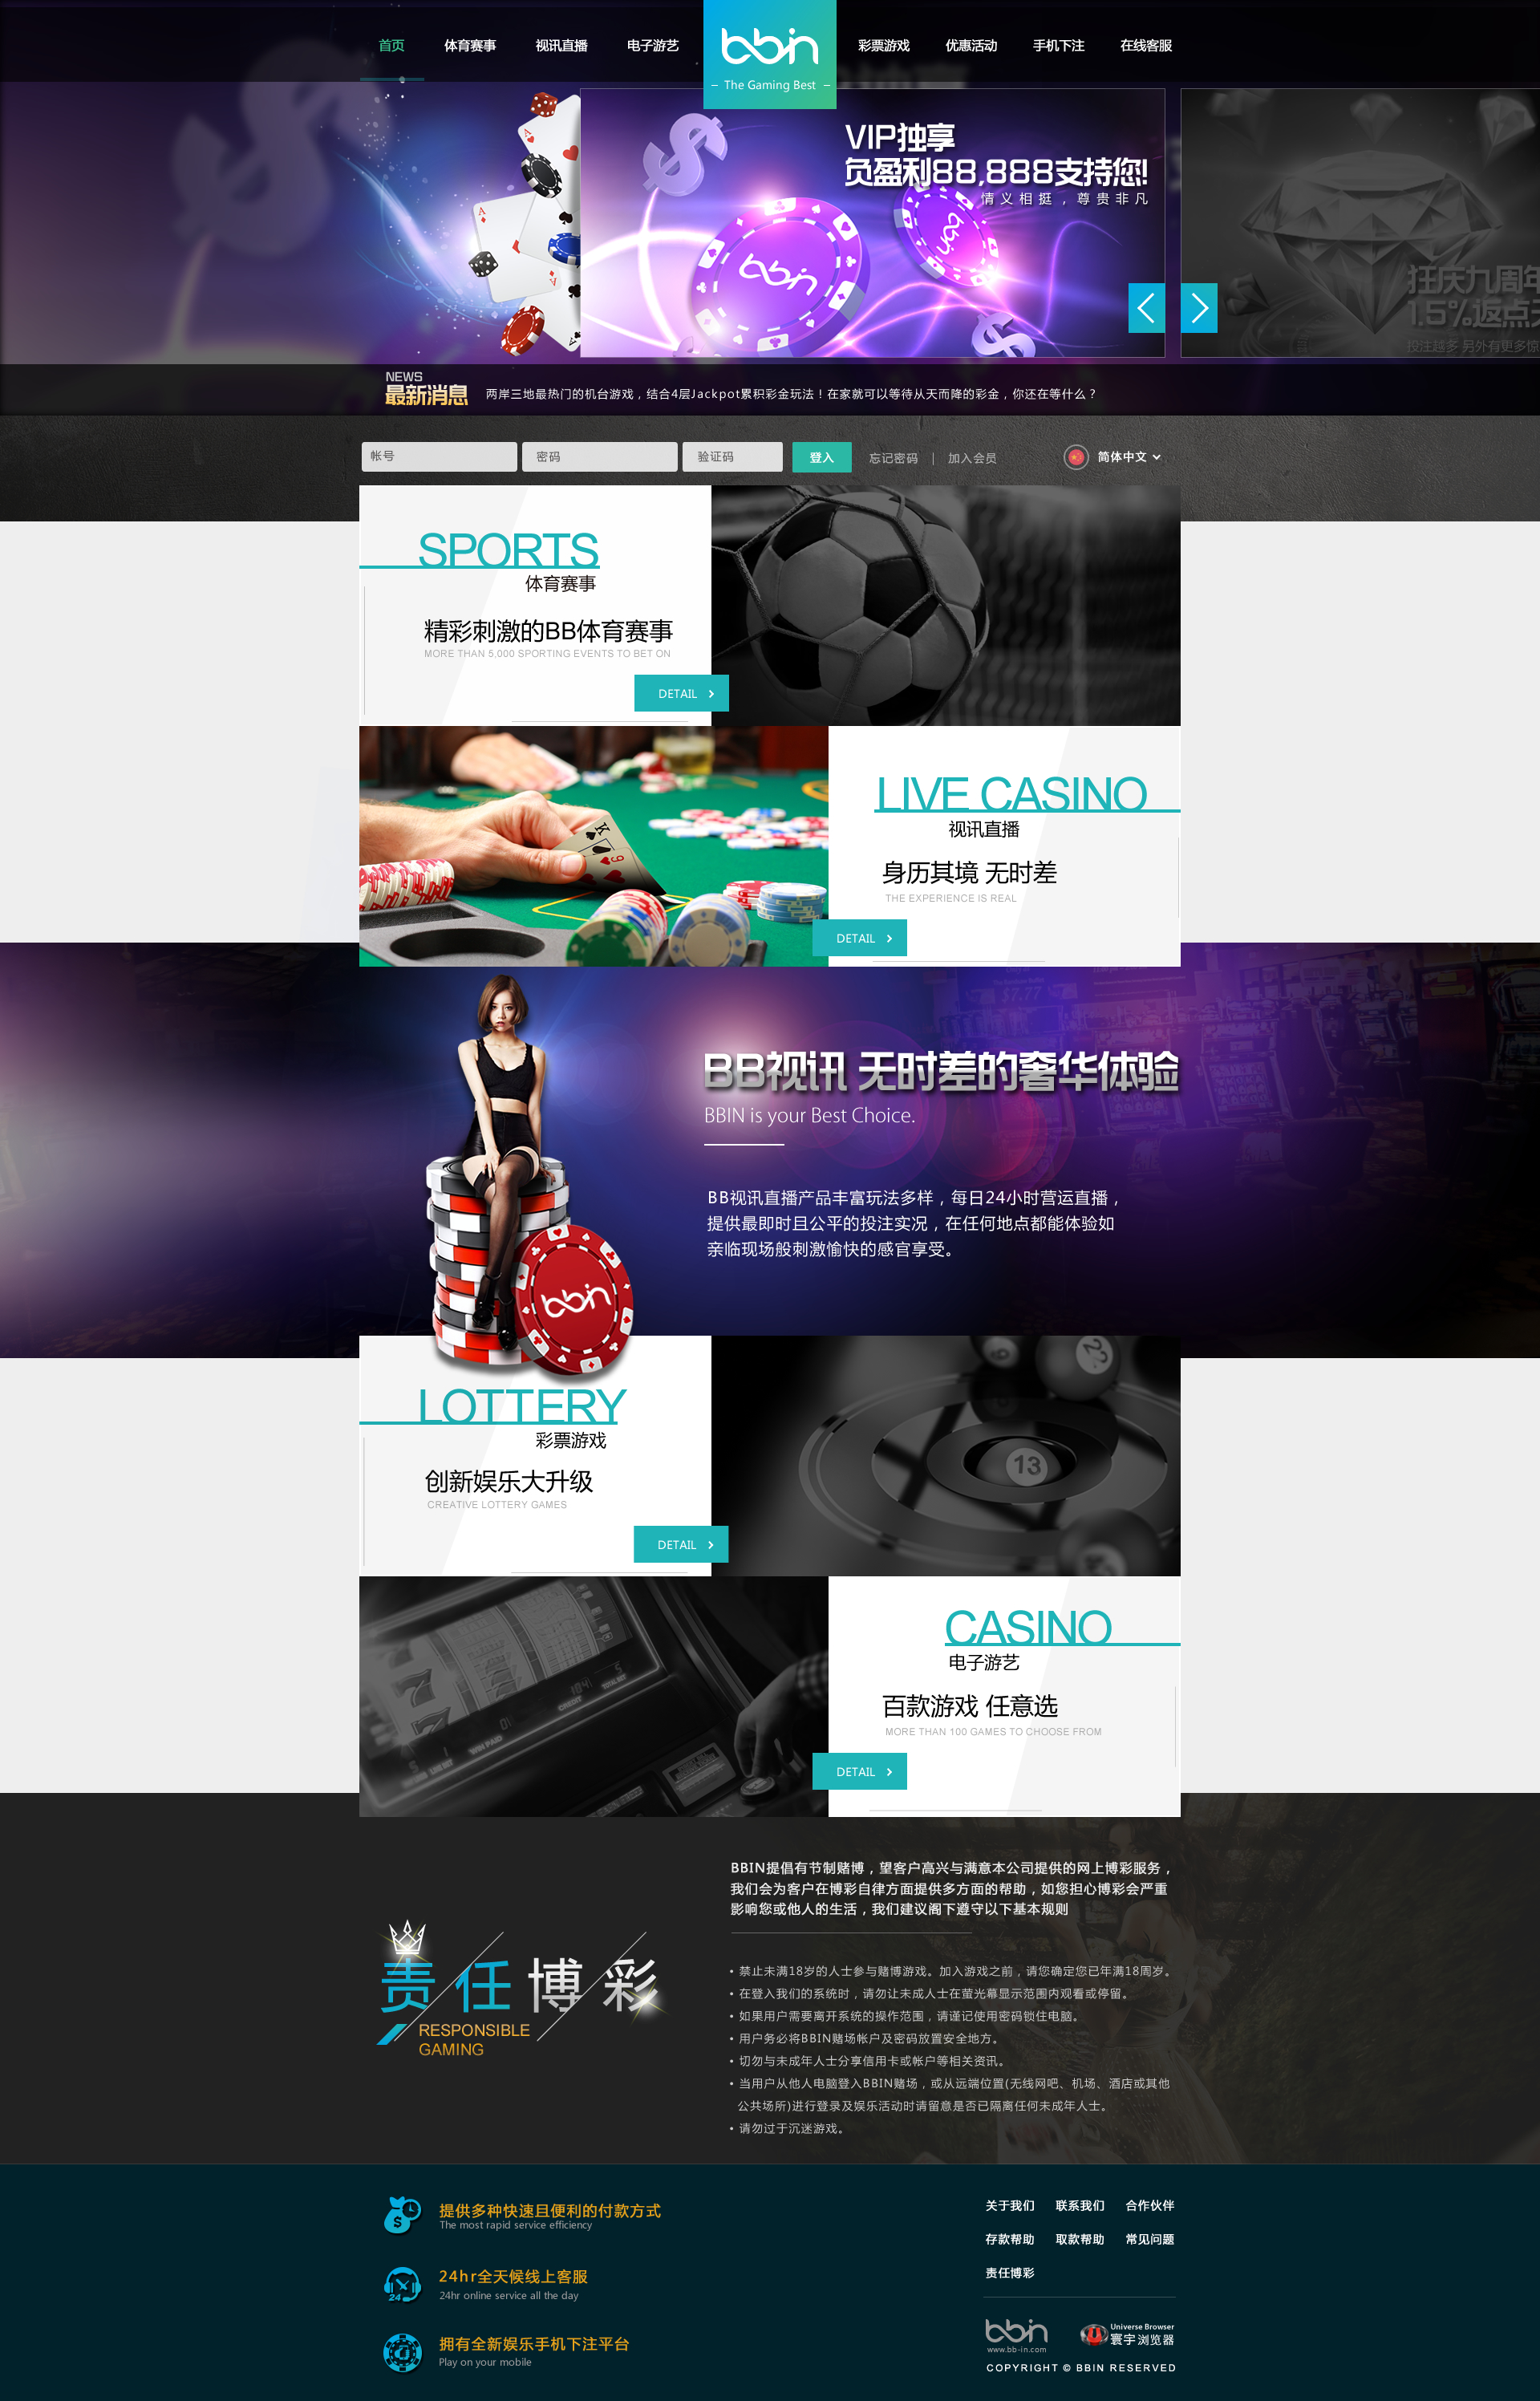 首页 体育赛事 视讯直播 电子游艺 bbin 彩票游戏 优惠活动 手机下注 在线客服
The Gaming Best
VIP独享
负盈利88,888支持您!
情义相挺，尊贵非凡
bbin bbin
狂庆九周年
1.5%返点
投注越多 另外有更多惊
NEWS
最新消息
两岸三地最热门的机台游戏，结合4层Jackpot累积彩金玩法！在家就可以等待从天而降的彩金，你还在等什么？
帐号 密码 验证码 登入 忘记密码 | 加入会员 简体中文
SPORTS
体育赛事
精彩刺激的BB体育赛事
MORE THAN 5,000 SPORTING EVENTS TO BET ON
DETAIL
LIVE CASINO
视讯直播
身历其境 无时差
THE EXPERIENCE IS REAL
DETAIL
$7.77
BB视讯 无时差的奢华体验
BBIN is your Best Choice.
BB视讯直播产品丰富玩法多样，每日24小时营运直播，
提供最即时且公平的投注实况，在任何地点都能体验如
亲临现场般刺激愉快的感官享受。
bbin
LOTTERY
彩票游戏
创新娱乐大升级
CREATIVE LOTTERY GAMES
DETAIL
13
CASINO
电子游艺
百款游戏 任意选
MORE THAN 100 GAMES TO CHOOSE FROM
DETAIL
CREDIT
WIN PAID
BBIN提倡有节制赌博，望客户高兴与满意本公司提供的网上博彩服务，
我们会为客户在博彩自律方面提供多方面的帮助，如您担心博彩会严重
影响您或他人的生活，我们建议阁下遵守以下基本规则
责任博彩
RESPONSIBLE
GAMING
• 禁止未满18岁的人士参与赌博游戏。加入游戏之前，请您确定您已年满18周岁。
• 在登入我们的系统时，请勿让未成人士在萤光幕显示范围内观看或停留。
• 如果用户需要离开系统的操作范围，请谨记使用密码锁住电脑。
• 用户务必将BBIN赌场帐户及密码放置安全地方。
• 切勿与未成年人士分享信用卡或帐户等相关资讯。
• 当用户从他人电脑登入BBIN赌场，或从远端位置(无线网吧、机场、酒店或其他
公共场所)进行登录及娱乐活动时请留意是否已隔离任何未成年人士。
• 请勿过于沉迷游戏。
提供多种快速且便利的付款方式
The most rapid service efficiency
24hr全天候线上客服
24hr online service all the day
24
拥有全新娱乐手机下注平台
Play on your mobile
关于我们 联系我们 合作伙伴
存款帮助 取款帮助 常见问题
责任博彩
bbin
www.bb-in.com
Universe Browser
寰宇浏览器
COPYRIGHT © BBIN RESERVED